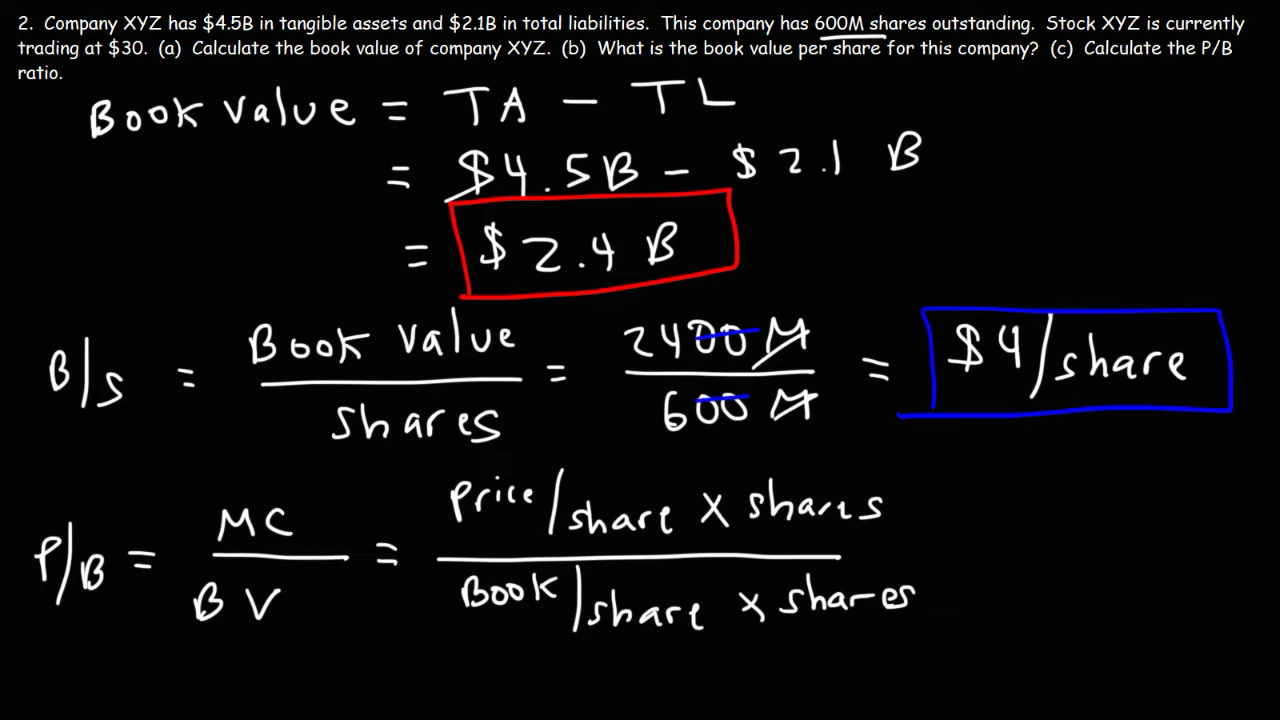 2. Company XYZ has $4.5B in tangible assets and $2.1B in total liabilities. This company has 600M shares outstanding. Stock XYZ is currently
trading at $30. (a) Calculate the book value of company XYZ. (b) What is the book value per share for this company? (c) Calculate the P/B
ratio.
Book value = TA - TL
= $4.5B - $2.1 B
= $2.4 B
B/S = Book value / shares = 2400 M / 600 M = $4/share
P/B = MC / BV = Price/share x shares / Book/share x shares